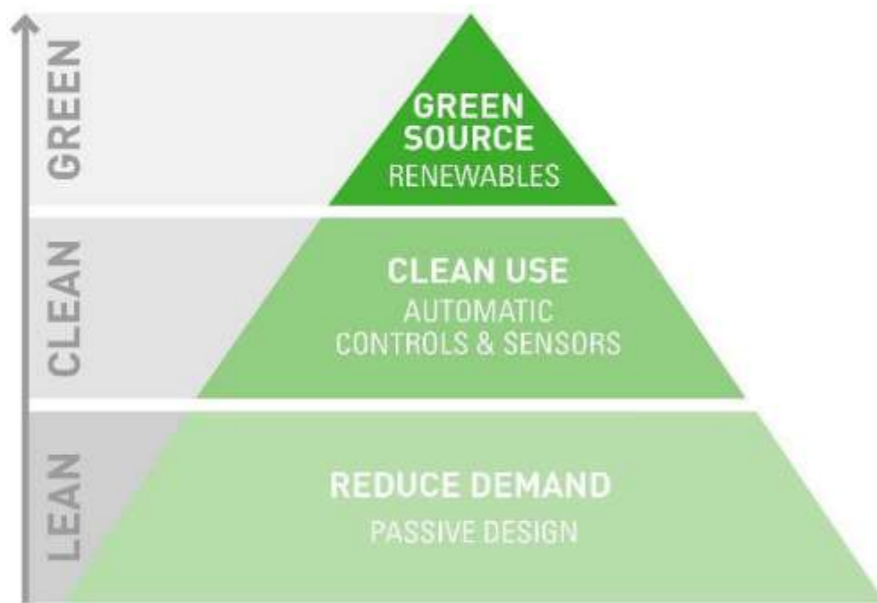 GREEN
GREEN
SOURCE
RENEWABLES
CLEAN
CLEAN USE
AUTOMATIC
CONTROLS & SENSORS
LEAN
REDUCE DEMAND
PASSIVE DESIGN